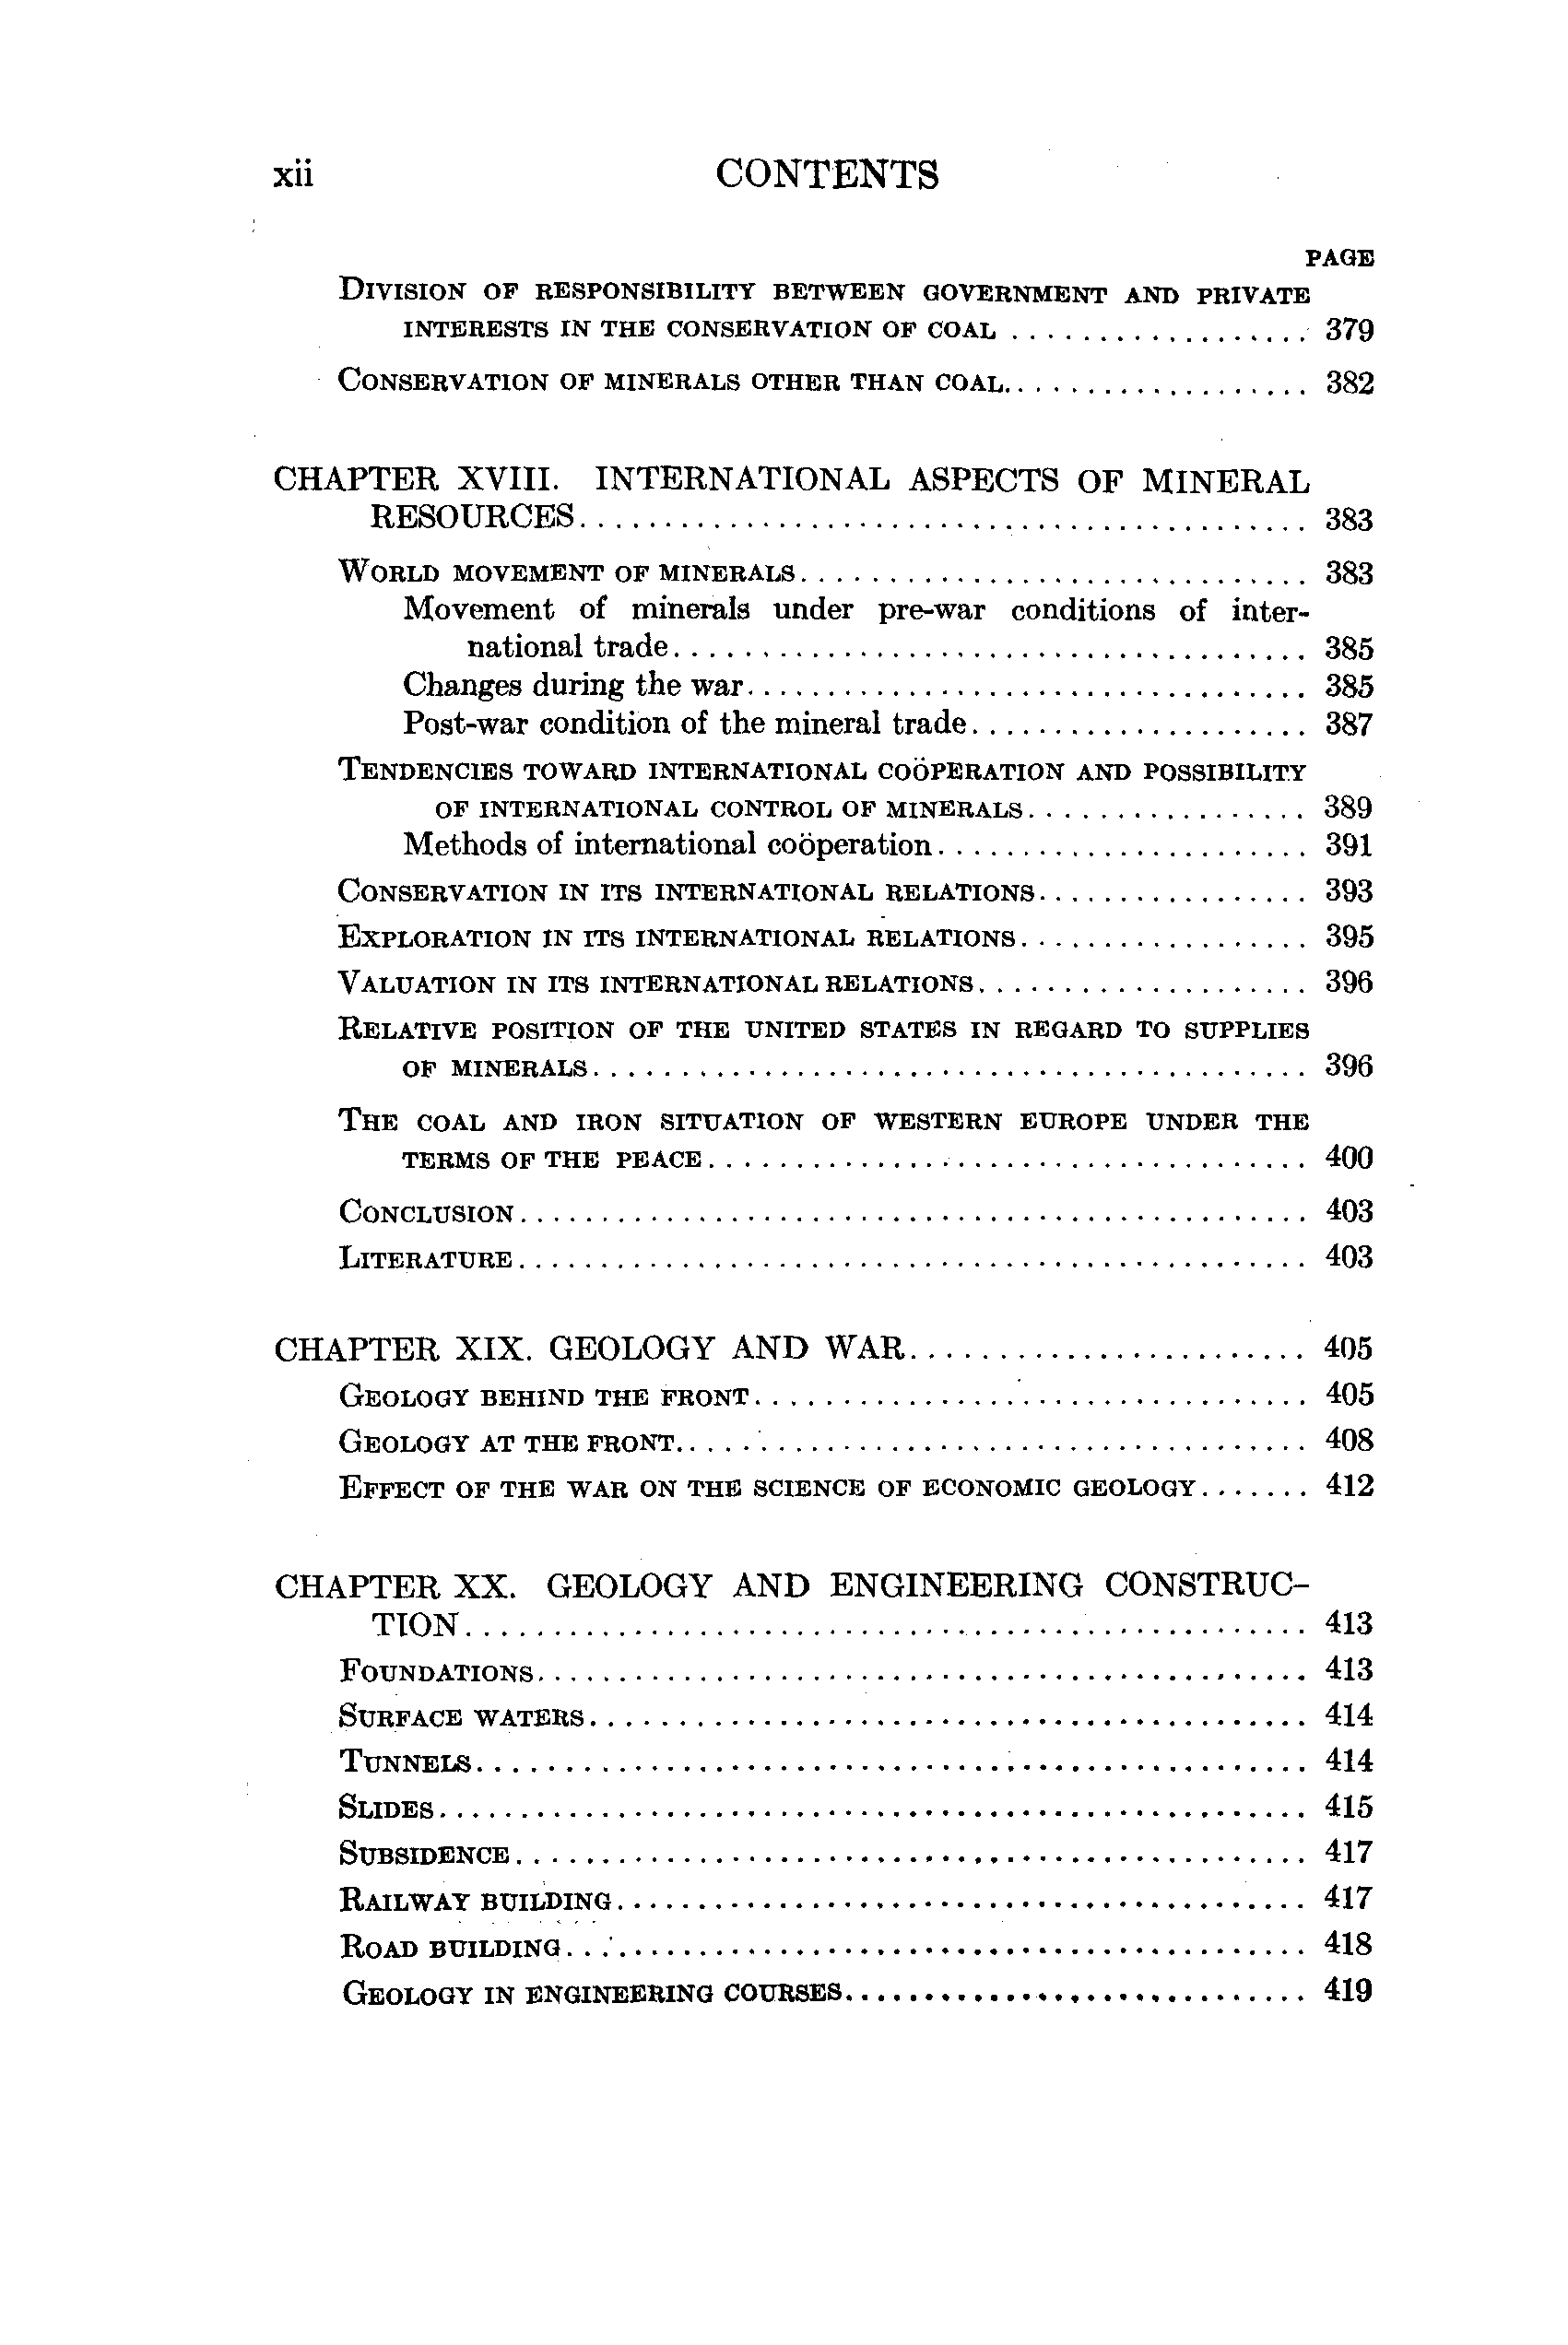 xii CONTENTS
PAGE
DIVISION OF RESPONSIBILITY BETWEEN GOVERNMENT AND PRIVATE
INTERESTS IN THE CONSERVATION OF COAL .................. 379
CONSERVATION OF MINERALS OTHER THAN COAL................... 382
CHAPTER XVIII. INTERNATIONAL ASPECTS OF MINERAL
RESOURCES............................................. 383
WORLD MOVEMENT OF MINERALS............................... 383
Movement of minerals under pre-war conditions of inter-
national trade....................................... 385
Changes during the war.................................. 385
Post-war condition of the mineral trade..................... 387
TENDENCIES TOWARD INTERNATIONAL COÖPERATION AND POSSIBILITY
OF INTERNATIONAL CONTROL OF MINERALS................. 389
Methods of international coöperation....................... 391
CONSERVATION IN ITS INTERNATIONAL RELATIONS................. 393
EXPLORATION IN ITS INTERNATIONAL RELATIONS.................. 395
VALUATION IN ITS INTERNATIONAL RELATIONS..................... 396
RELATIVE POSITION OF THE UNITED STATES IN REGARD TO SUPPLIES
OF MINERALS............................................ 396
THE COAL AND IRON SITUATION OF WESTERN EUROPE UNDER THE
TERMS OF THE PEACE..................................... 400
CONCLUSION................................................. 403
LITERATURE................................................. 403
CHAPTER XIX. GEOLOGY AND WAR......................... 405
GEOLOGY BEHIND THE FRONT.................................. 405
GEOLOGY AT THE FRONT....................................... 408
EFFECT OF THE WAR ON THE SCIENCE OF ECONOMIC GEOLOGY....... 412
CHAPTER XX. GEOLOGY AND ENGINEERING CONSTRUC-
TION.................................................... 413
FOUNDATIONS................................................ 413
SURFACE WATERS............................................. 414
TUNNELS.................................................... 414
SLIDES..................................................... 415
SUBSIDENCE................................................. 417
RAILWAY BUILDING........................................... 417
ROAD BUILDING.............................................. 418
GEOLOGY IN ENGINEERING COURSES............................. 419